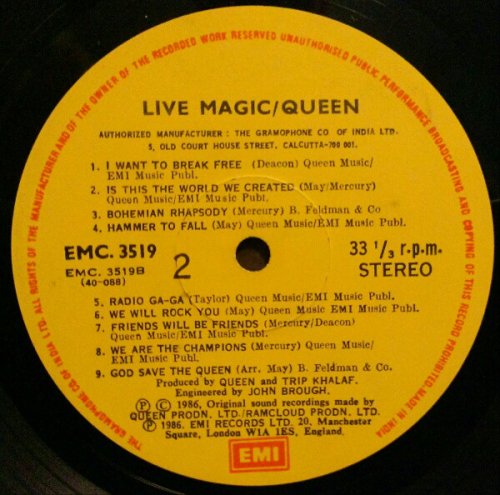 ALL RIGHTS OF THE MANUFACTURER AND OF THE OWNER OF THE RECORDED WORK RESERVED UNAUTHORISED PUBLIC PERFORMANCE BROADCASTING AND COPYING OF THIS RECORD PROHIBITED MADE IN INDIA
THE GRAMOPHONE CO. OF INDIA LTD.
LIVE MAGIC/QUEEN
AUTHORIZED MANUFACTURER : THE GRAMOPHONE CO OF INDIA LTD.
5, OLD COURT HOUSE STREET, CALCUTTA-700 001.
1. I WANT TO BREAK FREE (Deacon) Queen Music/
EMI Music Publ.
2. IS THIS THE WORLD WE CREATED (May/Mercury)
Queen Music/EMI Music Publ.
3. BOHEMIAN RHAPSODY (Mercury) B. Feldman & Co
4. HAMMER TO FALL (May) Queen Music/EMI Music Publ.
EMC. 3519
EMC. 3519B
(40-088)
2
33 1/3 r.p.m.
STEREO
5. RADIO GA-GA (Taylor) Queen Music/EMI Music Publ.
6. WE WILL ROCK YOU (May) Queen Music EMI Music Publ.
7. FRIENDS WILL BE FRIENDS (Mercury/Deacon)
Queen Music/EMI Music Publ.
8. WE ARE THE CHAMPIONS (Mercury) Queen Music/
EMI Music Publ.
9. GOD SAVE THE QUEEN (Arr. May) B. Feldman & Co.
Produced by QUEEN and TRIP KHALAF.
Engineered by JOHN BROUGH.
Ⓟ Ⓒ 1986, Original sound recordings made by
QUEEN PRODN. LTD./RAMCLOUD PRODN. LTD.
Ⓟ 1986. EMI RECORDS LTD. 20, Manchester
Square, London W1A 1ES, England.
EMI